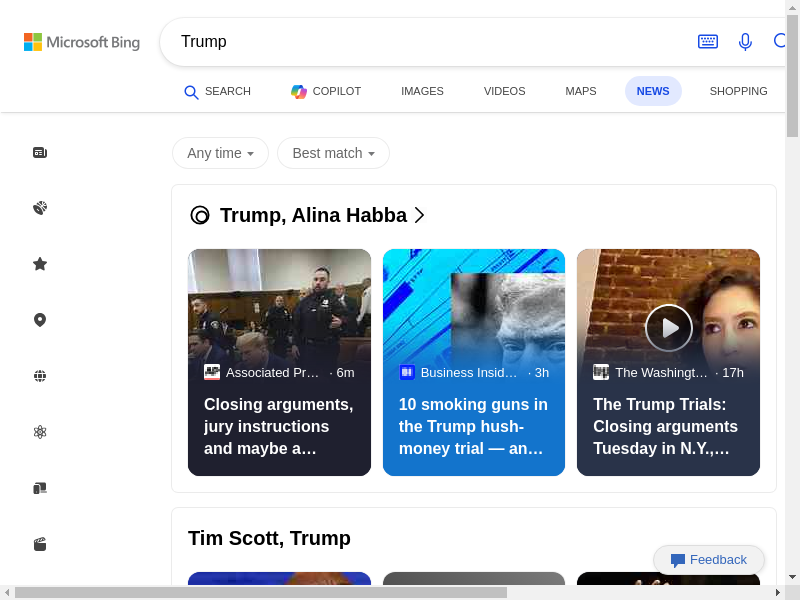 Microsoft Bing
Trump
SEARCH
COPILOT
IMAGES
VIDEOS
MAPS
NEWS
SHOPPING
Any time
Best match
Trump, Alina Habba
Associated Pr… · 6m
Closing arguments,
jury instructions
and maybe a…
Business Insid… · 3h
10 smoking guns in
the Trump hush-
money trial — an…
The Washingt… · 17h
The Trump Trials:
Closing arguments
Tuesday in N.Y.,…
Tim Scott, Trump
Feedback